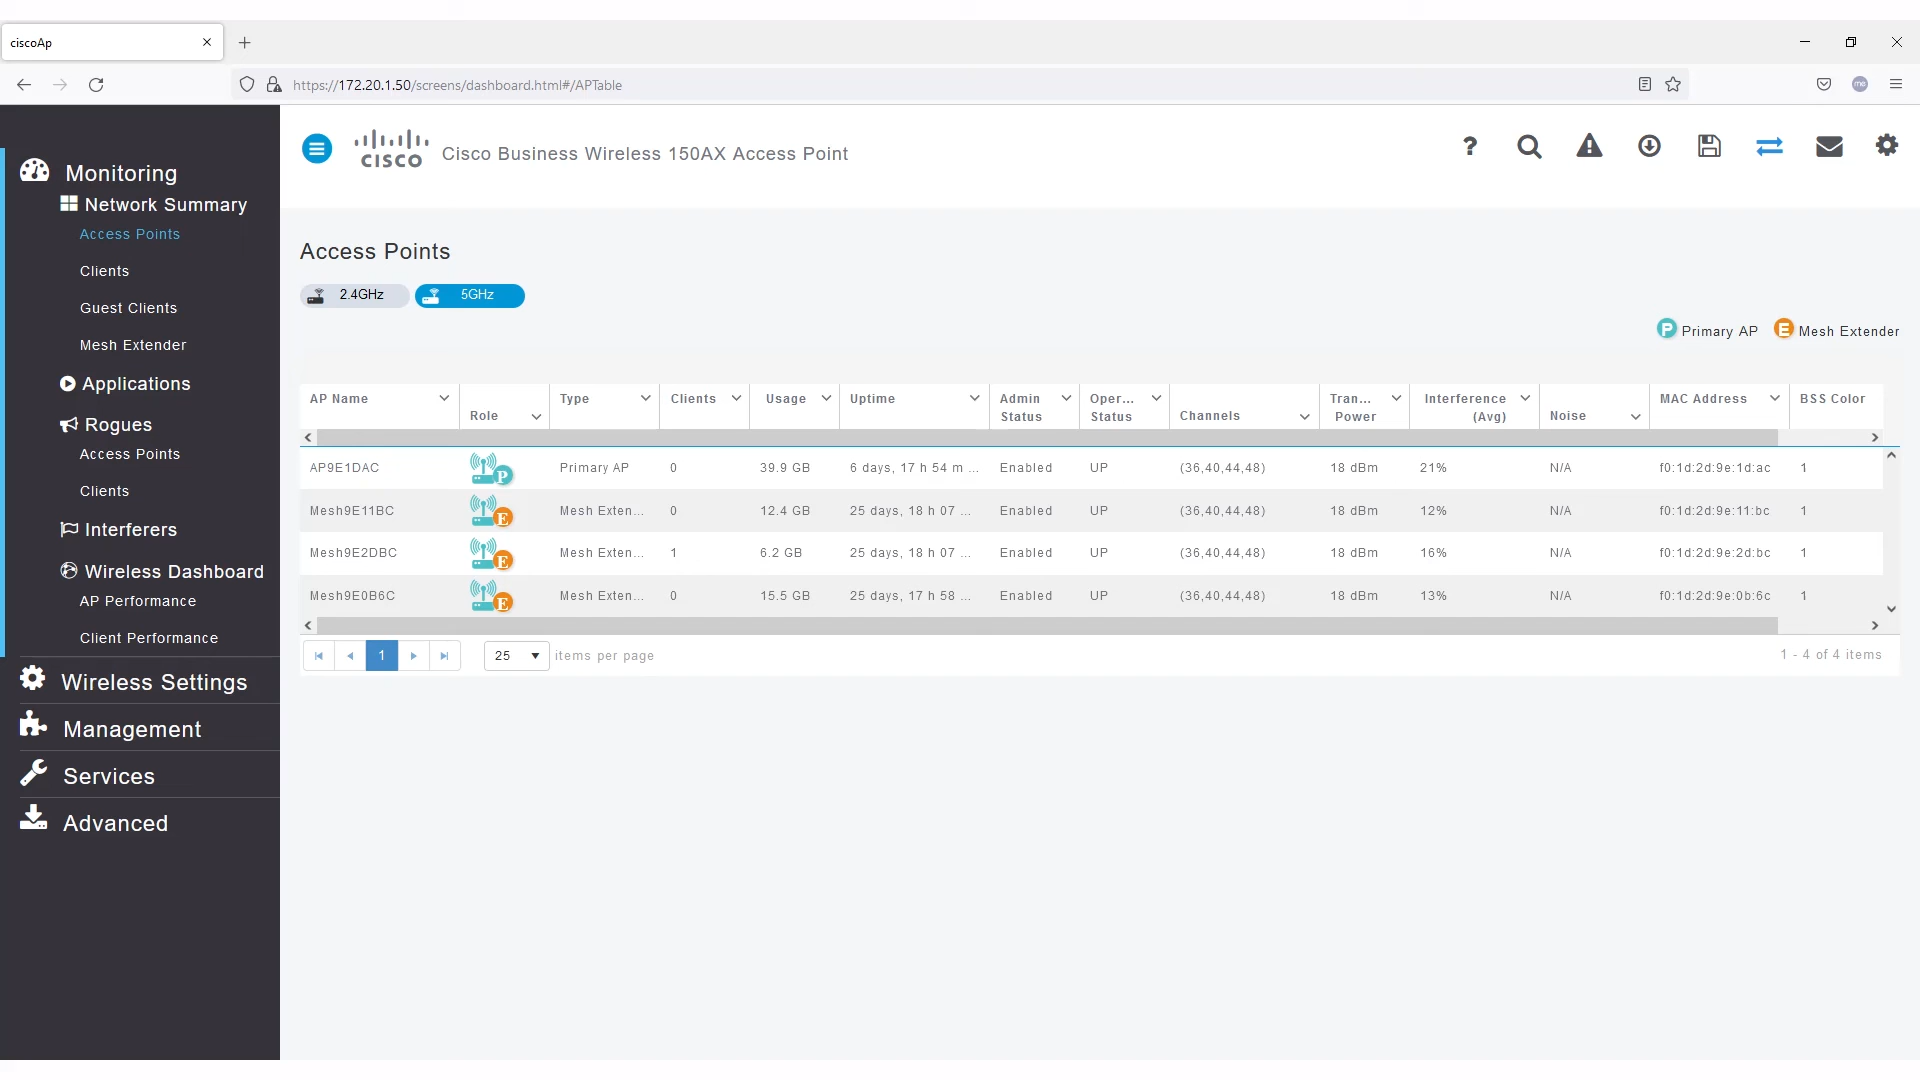 ciscoAp
https://172.20.1.50/screens/dashboard.html#/APTable
Monitoring
Network Summary
Access Points
Clients
Guest Clients
Mesh Extender
Applications
Rogues
Access Points
Clients
Interferers
Wireless Dashboard
AP Performance
Client Performance
Wireless Settings
Management
Services
Advanced
CISCO Cisco Business Wireless 150AX Access Point
?
Access Points
2.4GHz 5GHz
P Primary AP E Mesh Extender
AP Name Role Type Clients Usage Uptime Admin Status Oper... Status Channels Tran... Power Interference (Avg) Noise MAC Address BSS Color
AP9E1DAC P Primary AP 0 39.9 GB 6 days, 17 h 54 m ... Enabled UP (36,40,44,48) 18 dBm 21% N/A f0:1d:2d:9e:1d:ac 1
Mesh9E11BC E Mesh Exten... 0 12.4 GB 25 days, 18 h 07 ... Enabled UP (36,40,44,48) 18 dBm 12% N/A f0:1d:2d:9e:11:bc 1
Mesh9E2DBC E Mesh Exten... 1 6.2 GB 25 days, 18 h 07 ... Enabled UP (36,40,44,48) 18 dBm 16% N/A f0:1d:2d:9e:2d:bc 1
Mesh9E0B6C E Mesh Exten... 0 15.5 GB 25 days, 17 h 58 ... Enabled UP (36,40,44,48) 18 dBm 13% N/A f0:1d:2d:9e:0b:6c 1
1 25 items per page 1 - 4 of 4 items